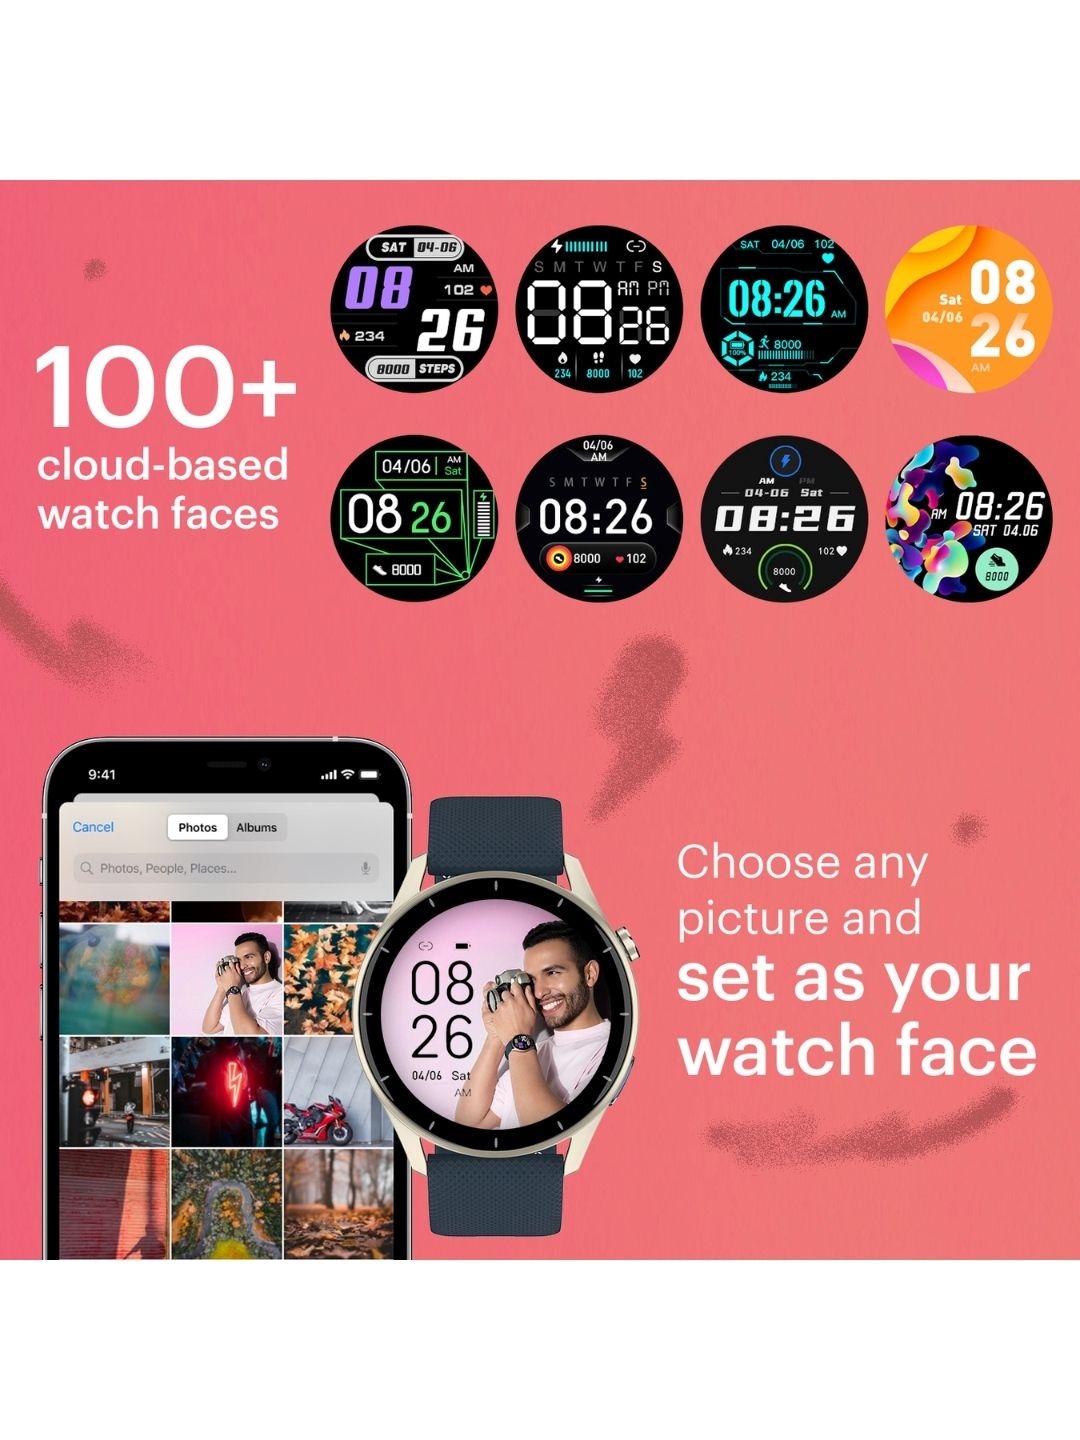 100+
cloud-based
watch faces
SAT 04-06
08 AM
102
26
234
8000 STEPS
S M T W T F S
08 AM PM
26
234 8000 102
SAT 04/06 102
08:26 AM
8000
100%
234
08
Sat
04/06
26
AM
04/06 AM
Sat
08 26
8000
04/06
AM
S M T W T F S
08:26
8000 102
AM PM
04-06 Sat
08:26
234 102
8000
AM 08:26
SAT 04.06
8000
9:41
Cancel Photos Albums
Photos, People, Places...
08
26
04/06 Sat
AM
Choose any
picture and
set as your
watch face